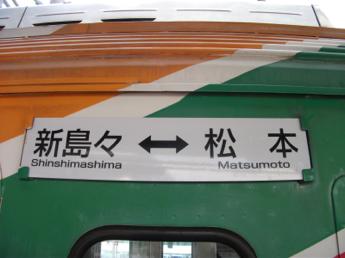 新島々 ↔ 松本
Shinshimashima Matsumoto